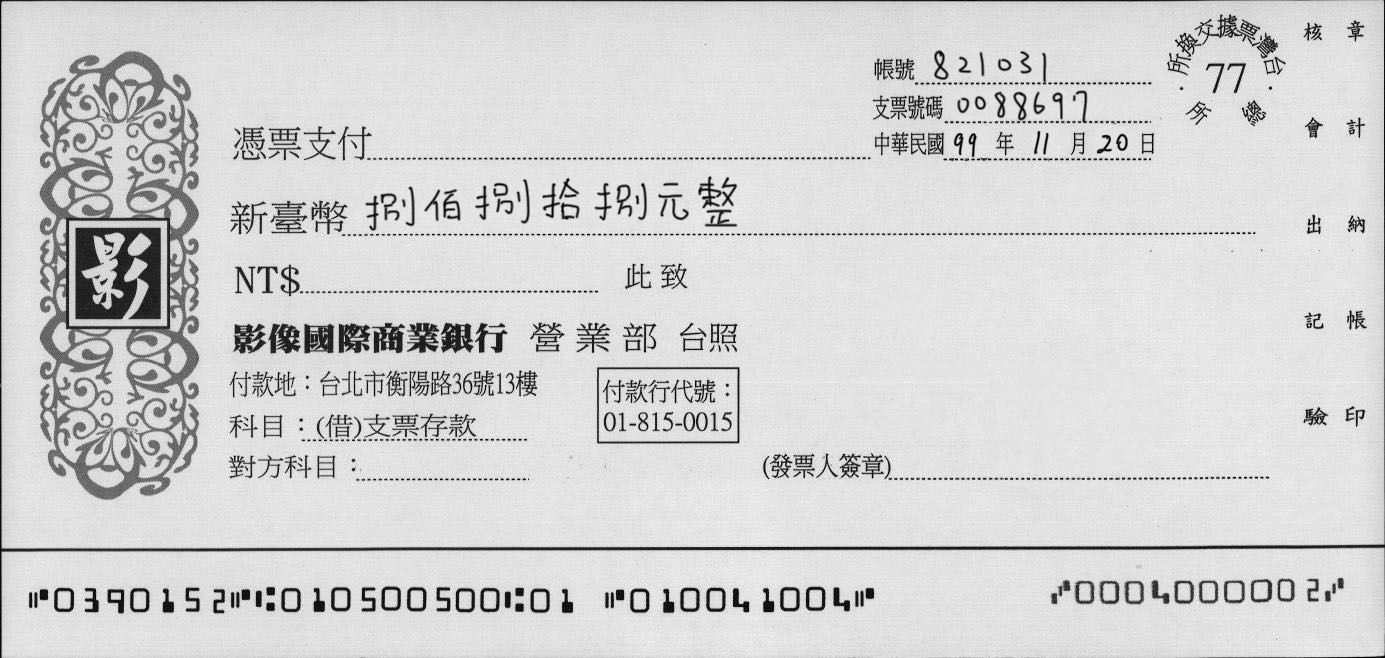 台灣票據交換所
77
總所
帳號 821031
支票號碼 0088697
中華民國 99 年 11 月 20 日
憑票支付
新臺幣 捌佰捌拾捌元整
NT$ 此致
影
影像國際商業銀行 營業部 台照
付款地：台北市衡陽路36號13樓
科目：(借)支票存款
付款行代號：
01-815-0015
對方科目：
(發票人簽章)
核章
會計
出納
記帳
驗印
⑈0390152⑈⑆010500500⑆01 ⑈010041004⑈ ⑇0004000002⑇